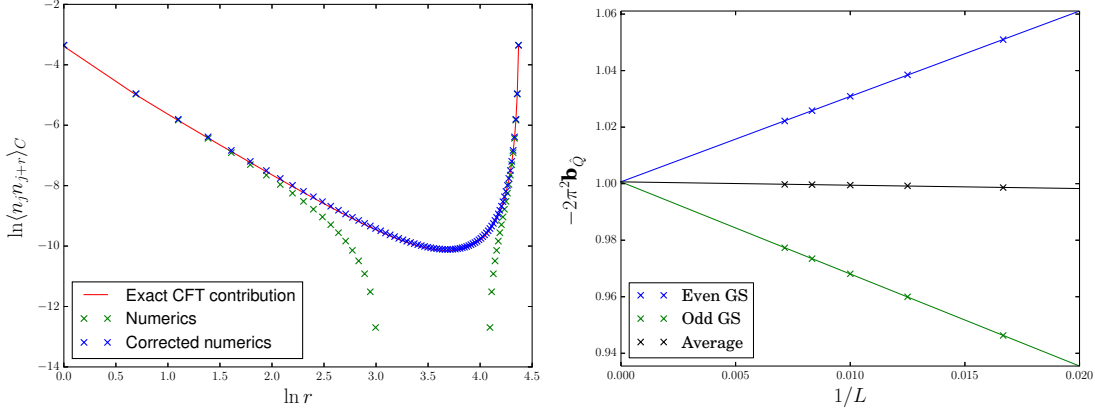 −2
−4
−6
−8
−10
−12
−14
ln⟨n_j n_{j+r}⟩_C
Exact CFT contribution
Numerics
Corrected numerics
0.0 0.5 1.0 1.5 2.0 2.5 3.0 3.5 4.0 4.5
ln r
1.06
1.04
1.02
1.00
0.98
0.96
0.94
−2π²b_Q̂
Even GS
Odd GS
Average
0.000 0.005 0.010 0.015 0.020
1/L